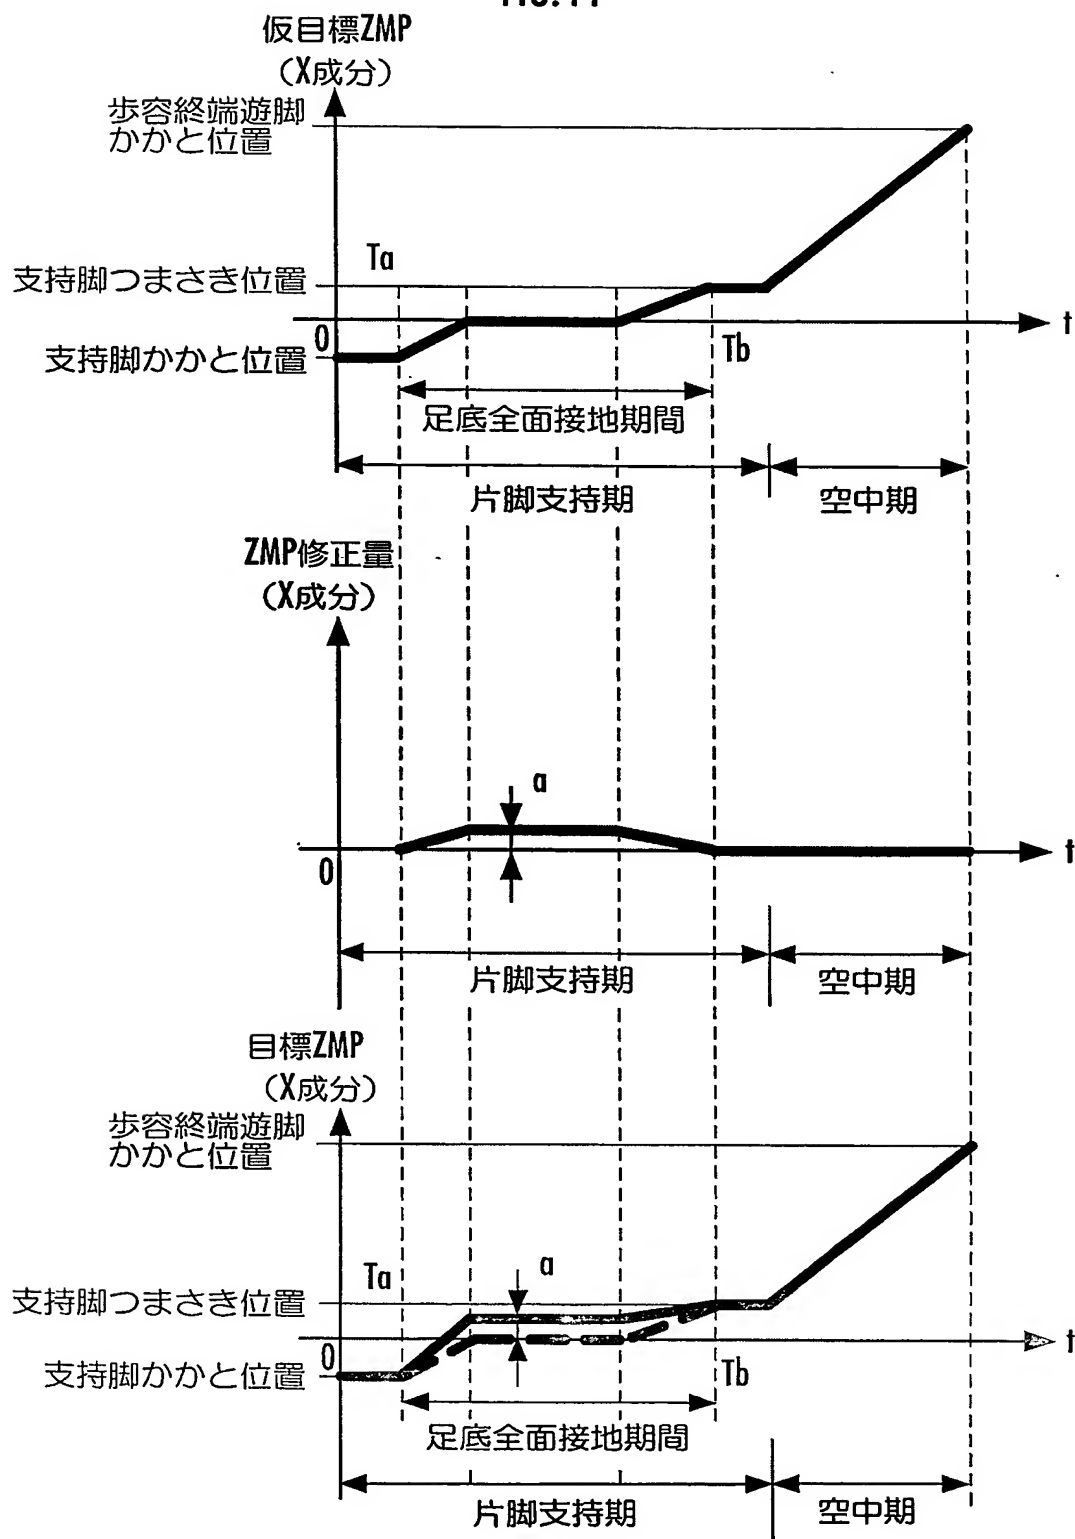 仮目標ZMP
（X成分）
歩容終端遊脚
かかと位置
Ta
支持脚つまさき位置
0
t
支持脚かかと位置
Tb
足底全面接地期間
片脚支持期
空中期
ZMP修正量
（X成分）
a
0
t
片脚支持期
空中期
目標ZMP
（X成分）
歩容終端遊脚
かかと位置
Ta
a
支持脚つまさき位置
0
t
支持脚かかと位置
Tb
足底全面接地期間
片脚支持期
空中期